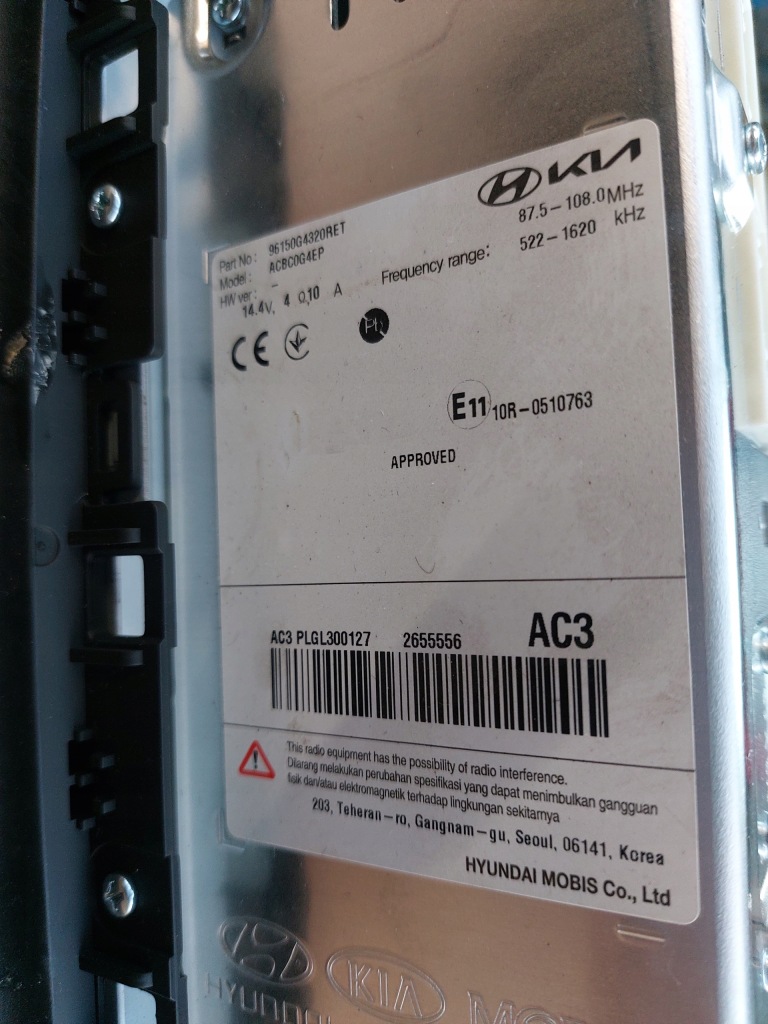 KIA
Part No : 96150G4320RET
Model : ACBC0G4EP
HW ver : –
14.4V, 4 Ω,10 A
Frequency range: 87.5–108.0MHz
522–1620 kHz
CE
E11 10R–0510763
APPROVED
AC3 PLGL300127 2655556 AC3
This radio equipment has the possibility of radio interference.
Dilarang melakukan perubahan spesifikasi yang dapat menimbulkan gangguan
fisik dan/atau elektromagnetik terhadap lingkungan sekitarnya
203, Teheran–ro, Gangnam–gu, Seoul, 06141, Korea
HYUNDAI MOBIS Co., Ltd
HYUNDAI KIA